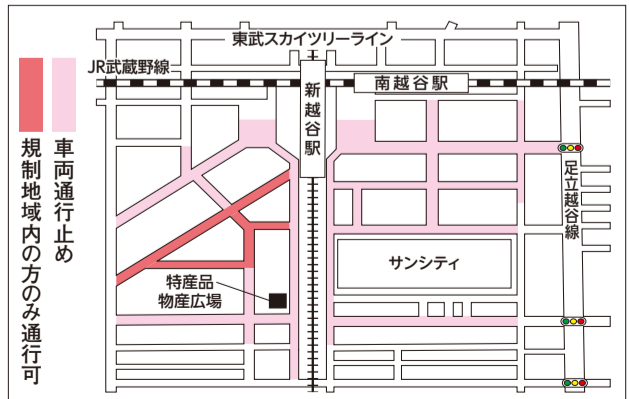 東武スカイツリーライン
JR武蔵野線
南越谷駅
新越谷駅
足立越谷線
サンシティ
特産品
物産広場
車両通行止め
規制地域内の方のみ通行可